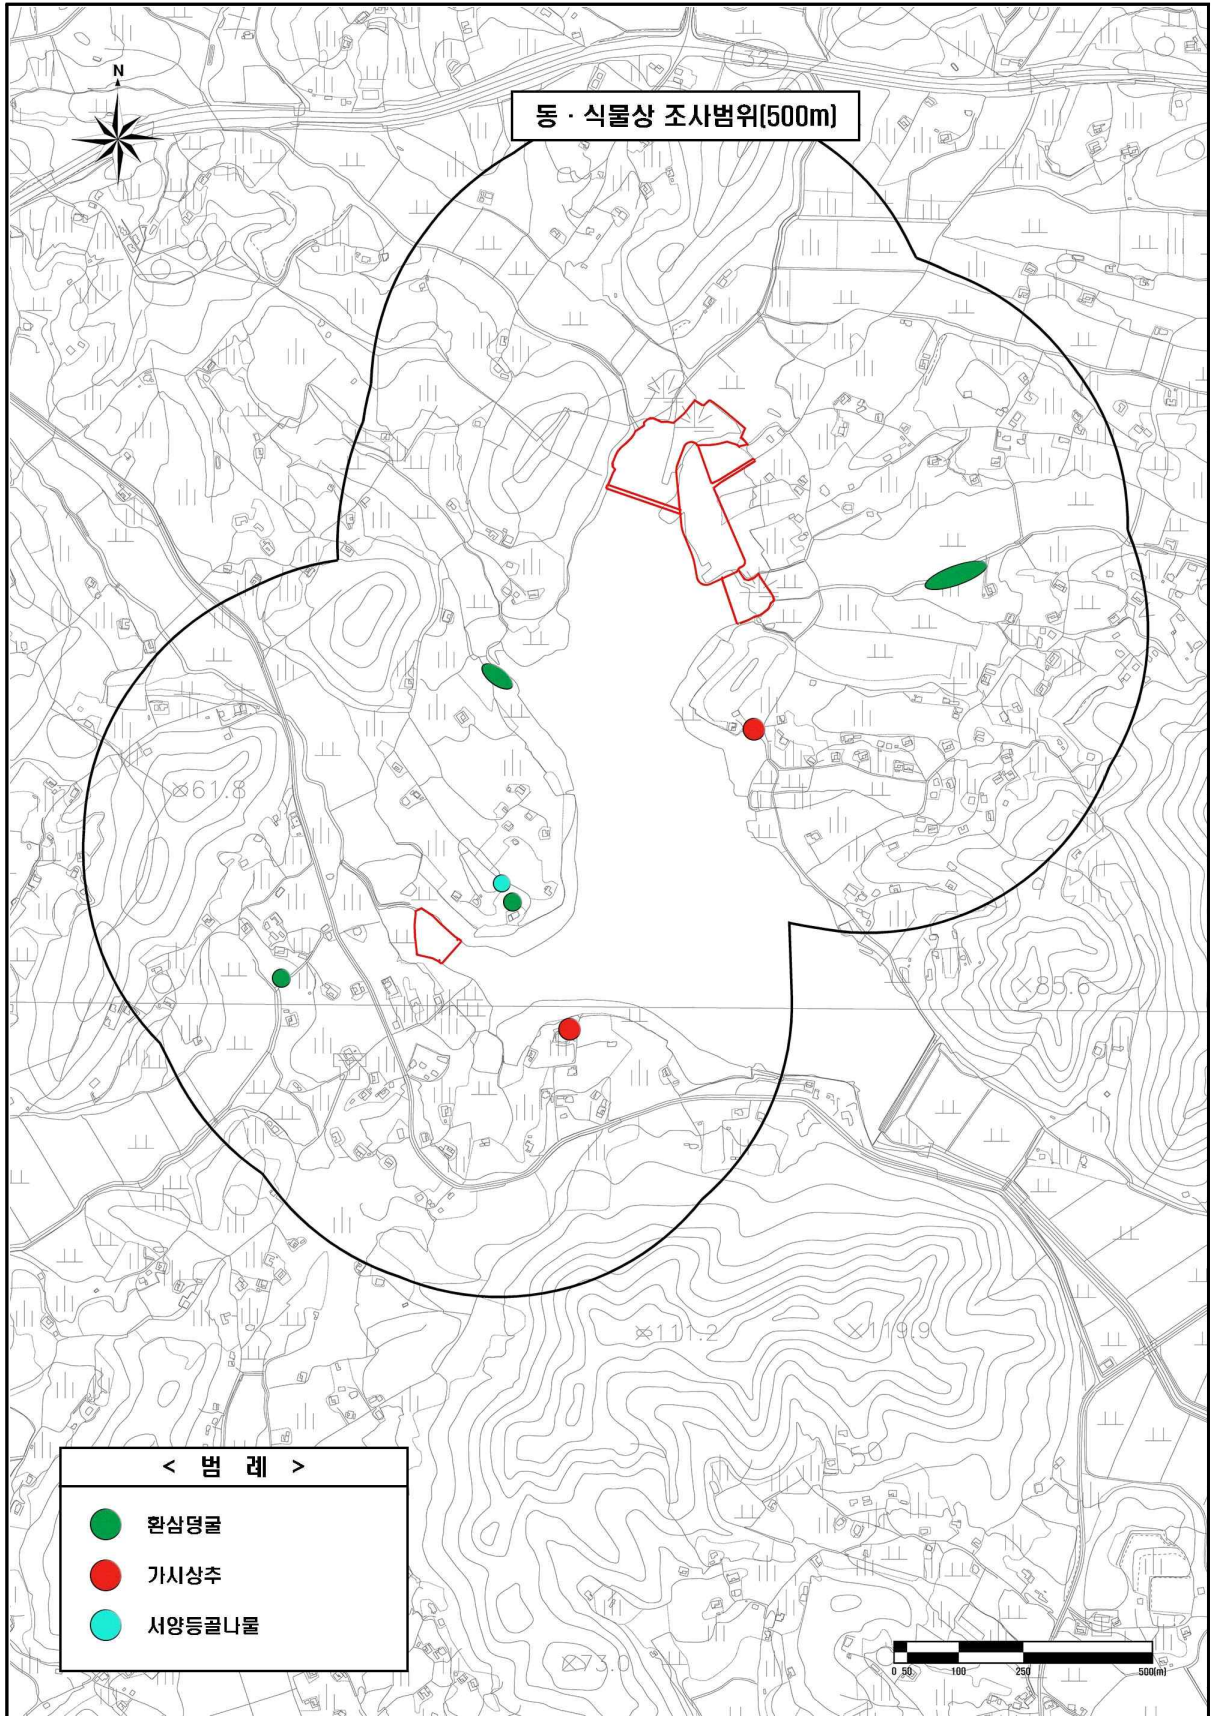 N
32
동 · 식물상 조사범위(500m)
61.8
85.6
111.2
119.9
< 범 례 >
환삼덩굴
가시상추
서양등골나물
73.0
0 50 100 250 500(m)